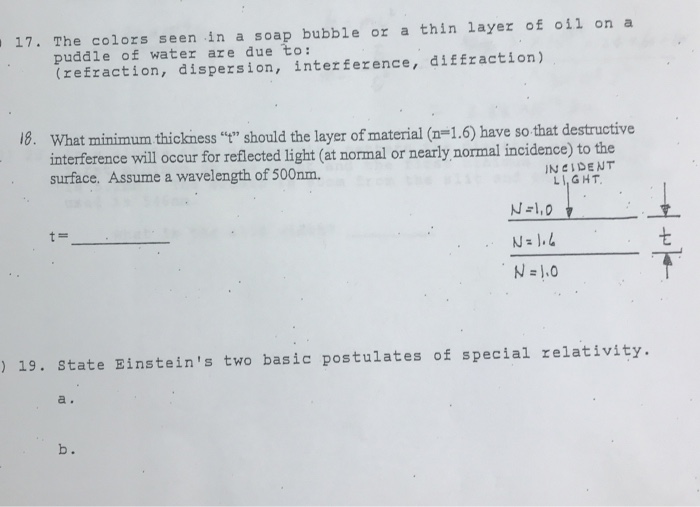 17. The colors seen in a soap bubble or a thin layer of oil on a
puddle of water are due to:
(refraction, dispersion, interference, diffraction)
18. What minimum thickness "t" should the layer of material (n=1.6) have so that destructive
interference will occur for reflected light (at normal or nearly normal incidence) to the
surface. Assume a wavelength of 500nm.
INCIDENT
LIGHT.
N=1.0
t=
N=1.6
t
N=1.0
) 19. State Einstein's two basic postulates of special relativity.
a.
b.